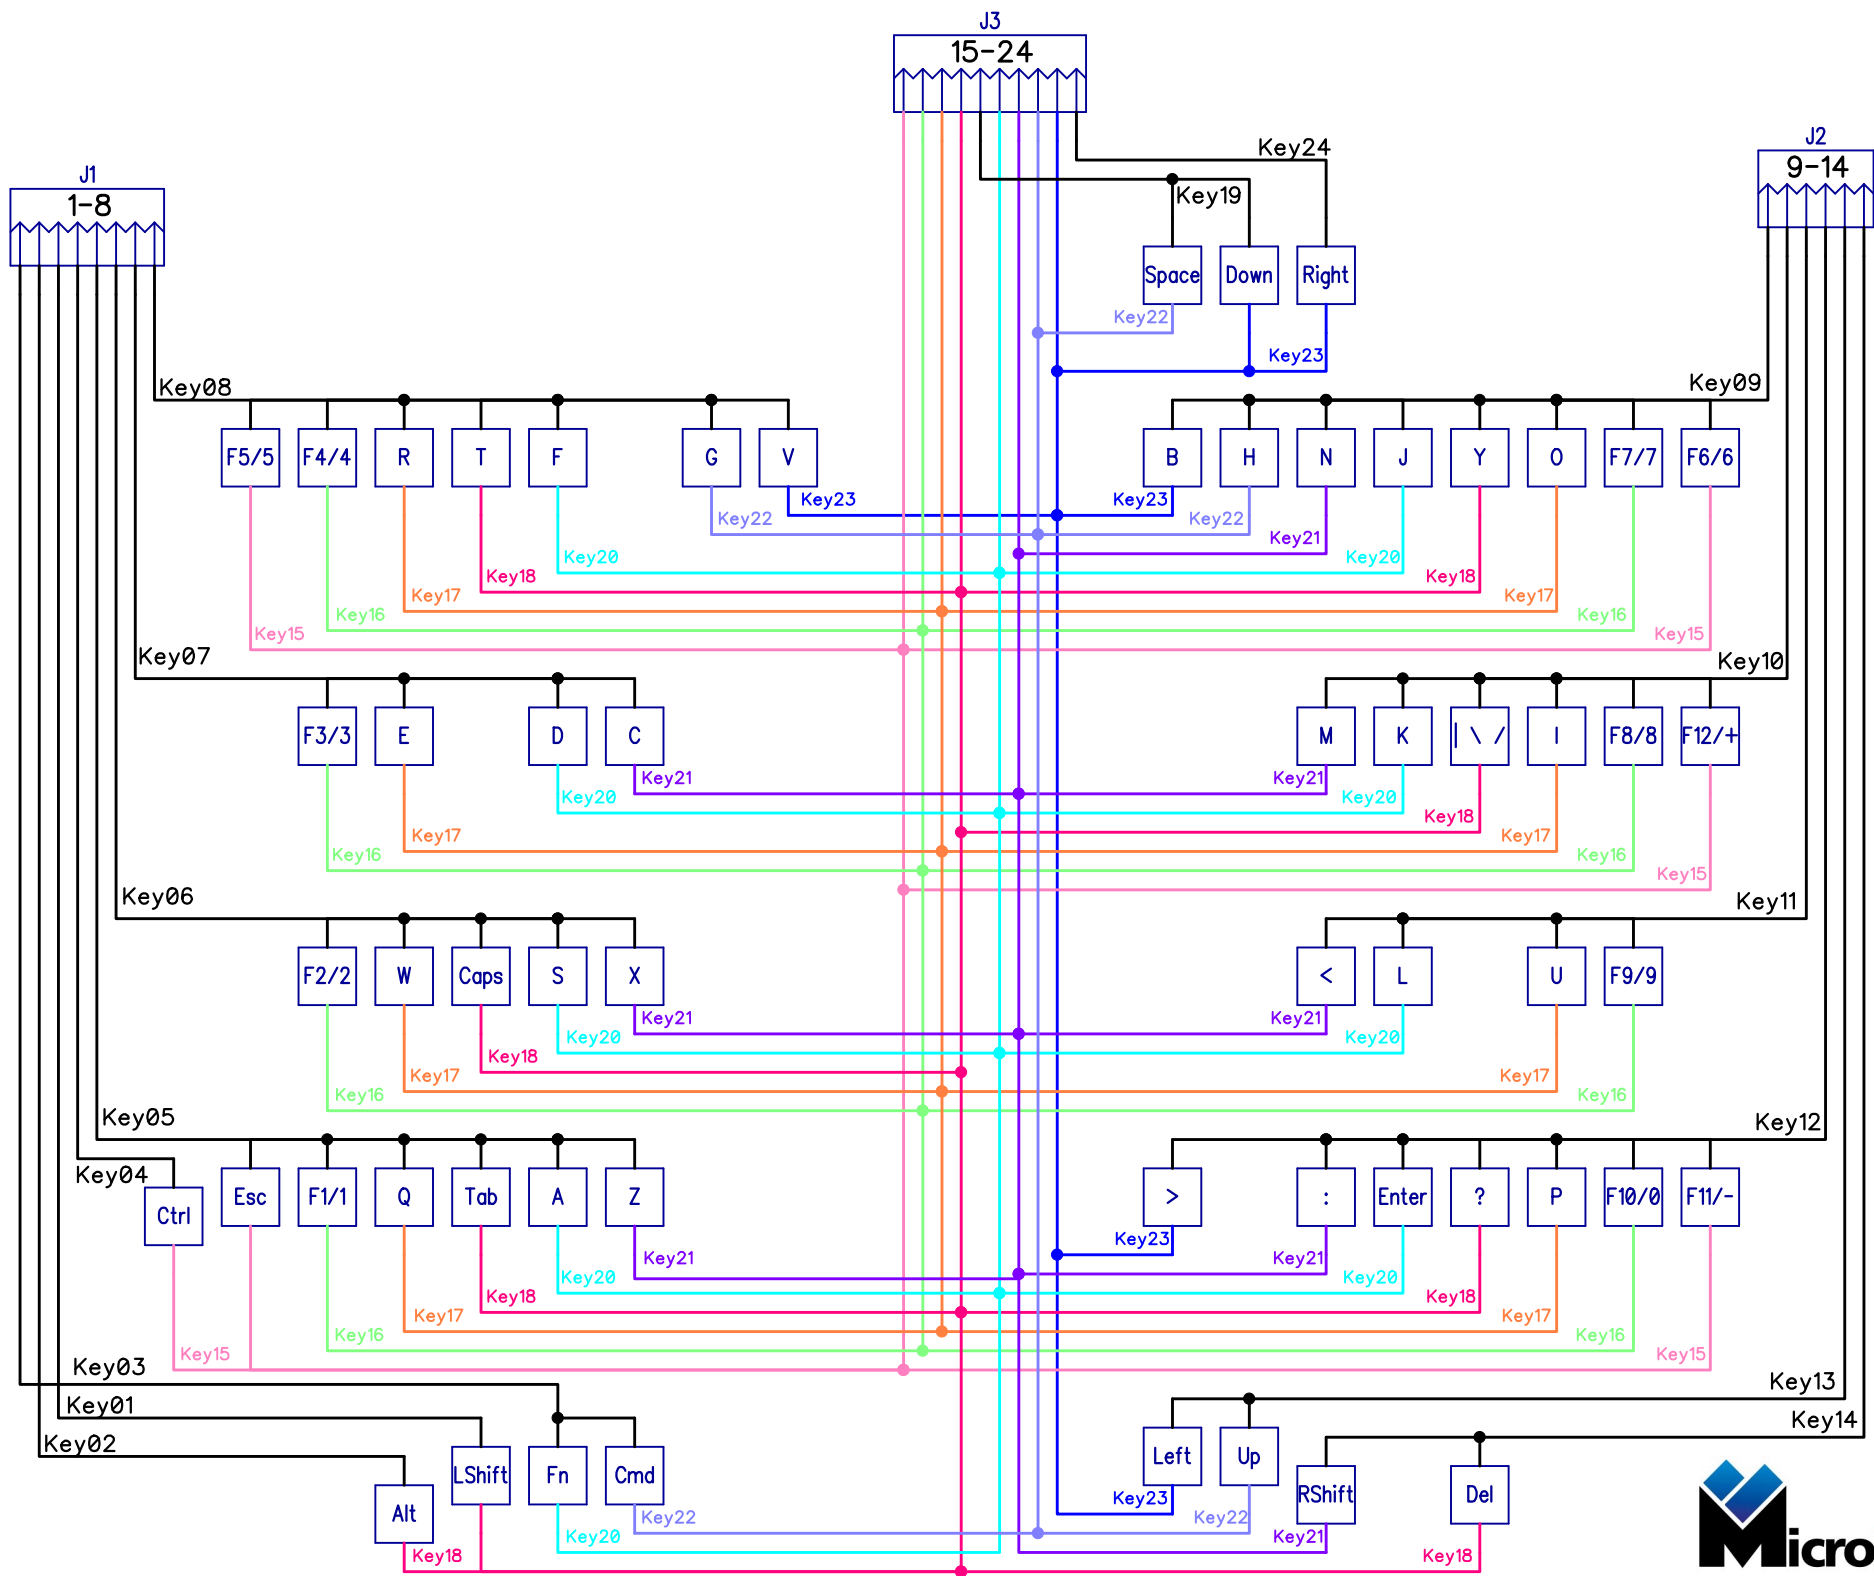 J3
15-24
J2
9-14
J1
1-8
Key24
Key19
Space Down Right
Key22
Key23
Key08
Key09
F5/5 F4/4 R T F G V B H N J Y O F7/7 F6/6
Key23 Key23
Key22 Key22
Key21
Key20 Key20
Key18 Key18
Key17 Key17
Key16 Key16
Key15 Key15
Key07
Key10
F3/3 E D C M K |\ / I F8/8 F12/+
Key21 Key21
Key20 Key20
Key18
Key17 Key17
Key16 Key16
Key15
Key06
Key11
F2/2 W Caps S X < L U F9/9
Key21 Key21
Key20 Key20
Key18
Key17 Key17
Key16 Key16
Key05
Key12
Key04
Ctrl Esc F1/1 Q Tab A Z > : Enter ? P F10/0 F11/-
Key23
Key21 Key21
Key20 Key20
Key18 Key18
Key17 Key17
Key16 Key16
Key15 Key15
Key03
Key13
Key01
Key14
Key02
Alt LShift Fn Cmd Left Up RShift Del
Key23
Key22 Key22
Key20 Key21
Key18 Key18
Micro